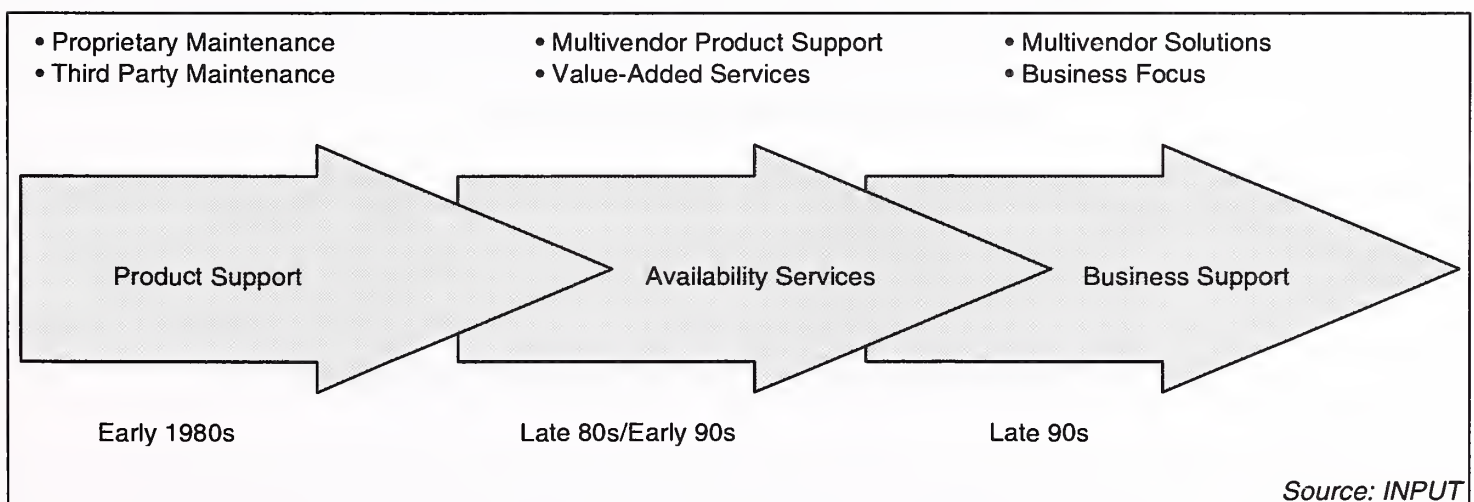 • Proprietary Maintenance
• Third Party Maintenance
• Multivendor Product Support
• Value-Added Services
• Multivendor Solutions
• Business Focus
Product Support
Availability Services
Business Support
Early 1980s
Late 80s/Early 90s
Late 90s
Source: INPUT